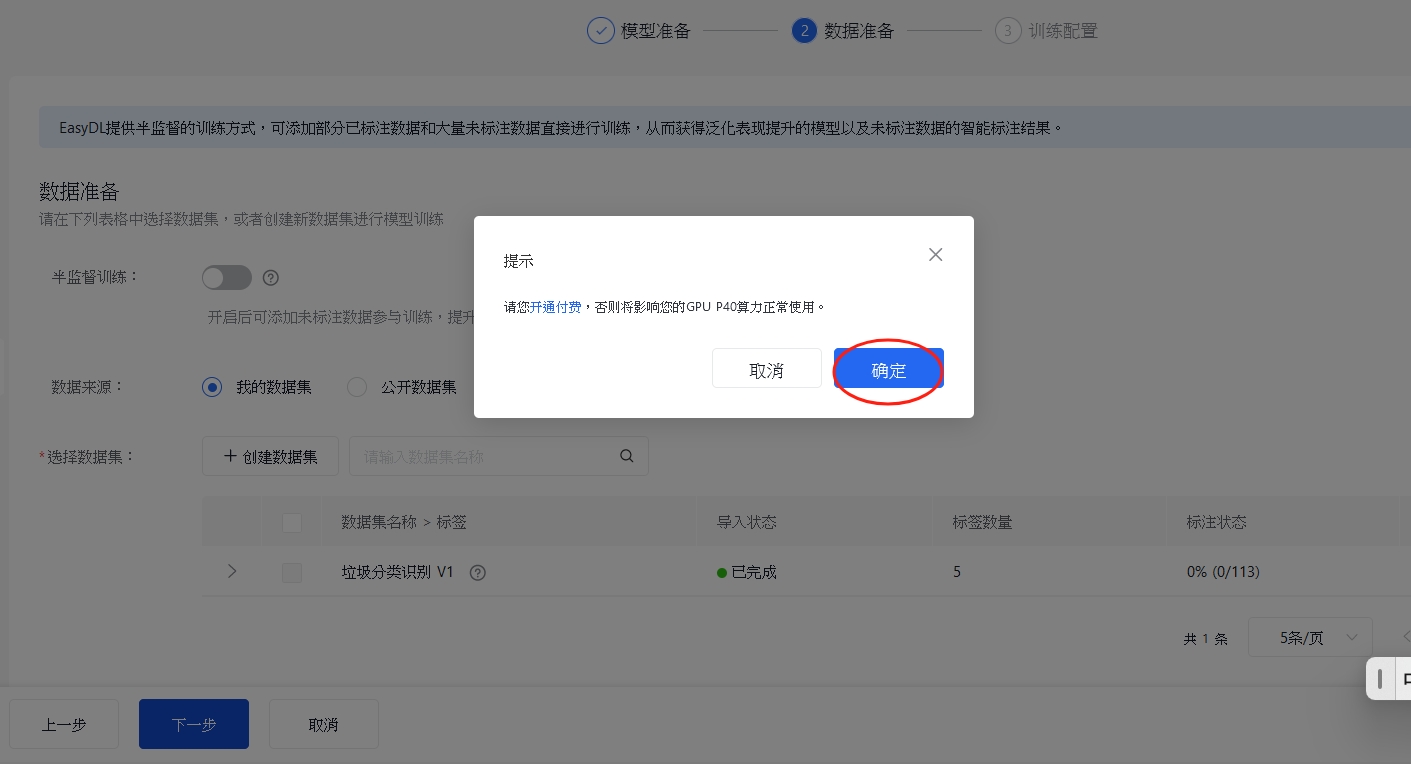 模型准备 2 数据准备 3 训练配置
EasyDL提供半监督的训练方式，可添加部分已标注数据和大量未标注数据直接进行训练，从而获得泛化表现提升的模型以及未标注数据的智能标注结果。
数据准备
请在下列表格中选择数据集，或者创建新数据集进行模型训练
提示
请您开通付费，否则将影响您的GPU P40算力正常使用。
取消 确定
半监督训练： ?
开启后可添加未标注数据参与训练，提升
数据来源： 我的数据集 公开数据集
*选择数据集： + 创建数据集 请输入数据集名称
数据集名称 > 标签 导入状态 标签数量 标注状态
垃圾分类识别 V1 ? 已完成 5 0% (0/113)
共 1 条 5条/页
上一步 下一步 取消